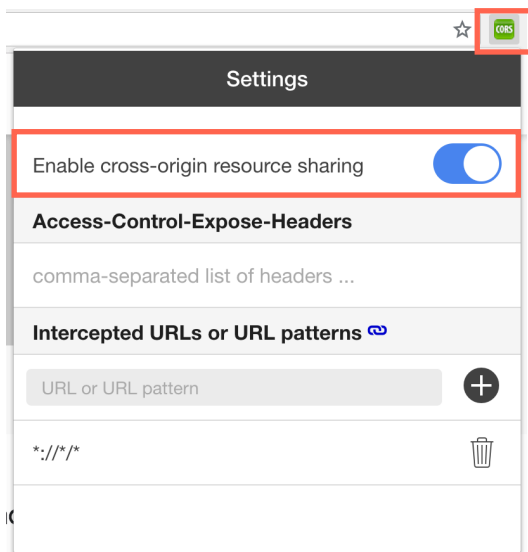 CORS
Settings
Enable cross-origin resource sharing
Access-Control-Expose-Headers
comma-separated list of headers ...
Intercepted URLs or URL patterns
URL or URL pattern
*://*/*